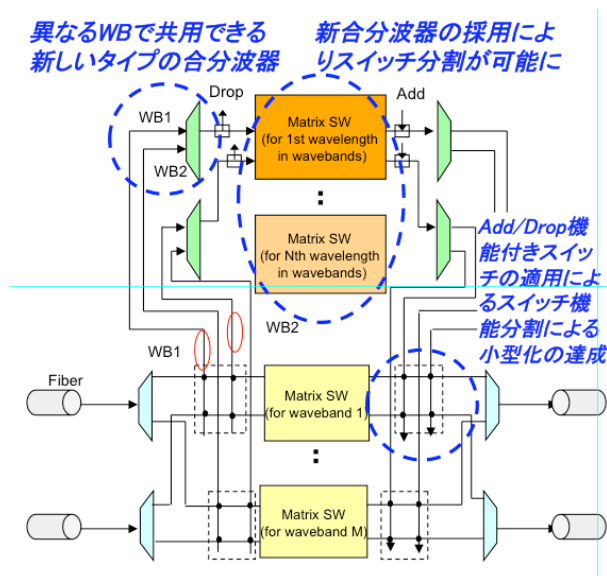 異なるWBで共用できる
新しいタイプの合分波器
新合分波器の採用によ
りスイッチ分割が可能に
WB1
Drop
Add
WB2
Matrix SW
(for 1st wavelength
in wavebands)
Matrix SW
(for Nth wavelength
in wavebands)
Add/Drop機
能付きスイッ
チの適用によ
るスイッチ機
能分割による
小型化の達成
WB1
WB2
Fiber
Matrix SW
(for waveband 1)
Matrix SW
(for waveband M)